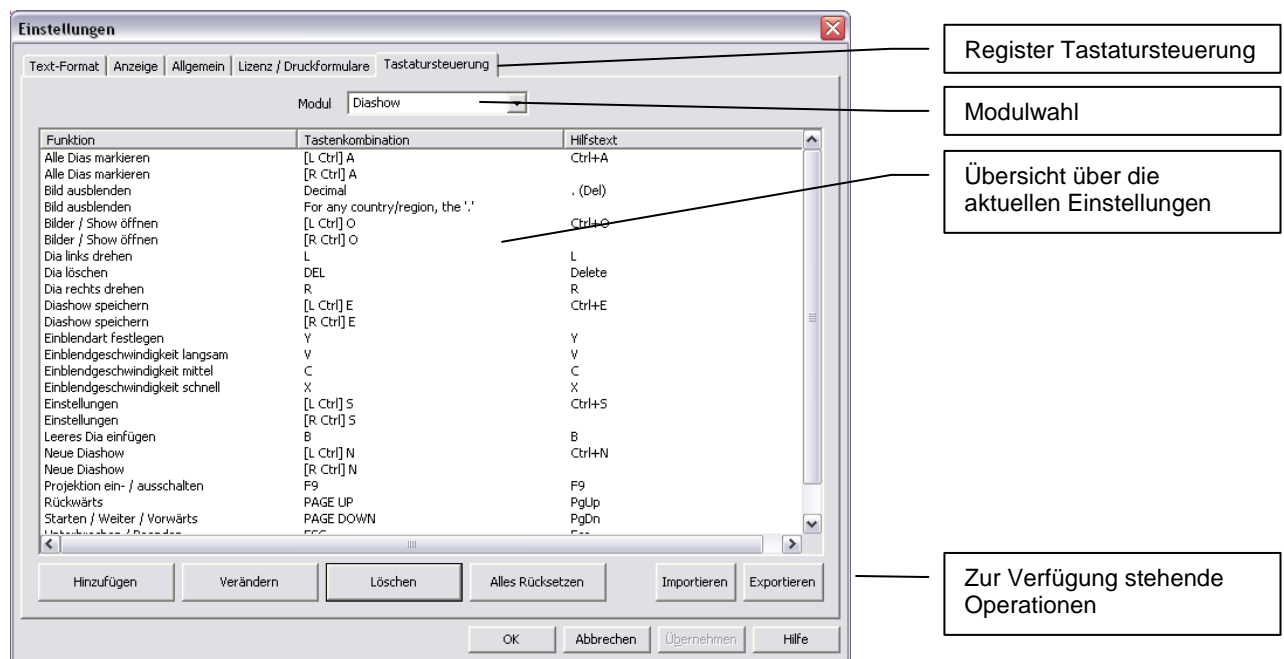 Einstellungen
Text-Format Anzeige Allgemein Lizenz / Druckformulare Tastatursteuerung
Modul Diashow
Funktion Tastenkombination Hilfstext
Alle Dias markieren [L Ctrl] A Ctrl+A
Alle Dias markieren [R Ctrl] A
Bild ausblenden Decimal . (Del)
Bild ausblenden For any country/region, the '.'
Bilder / Show öffnen [L Ctrl] O Ctrl+O
Bilder / Show öffnen [R Ctrl] O
Dia links drehen L L
Dia löschen DEL Delete
Dia rechts drehen R R
Diashow speichern [L Ctrl] E Ctrl+E
Diashow speichern [R Ctrl] E
Einblendart festlegen Y Y
Einblendgeschwindigkeit langsam V V
Einblendgeschwindigkeit mittel C C
Einblendgeschwindigkeit schnell X X
Einstellungen [L Ctrl] S Ctrl+S
Einstellungen [R Ctrl] S
Leeres Dia einfügen B B
Neue Diashow [L Ctrl] N Ctrl+N
Neue Diashow [R Ctrl] N
Projektion ein- / ausschalten F9 F9
Rückwärts PAGE UP PgUp
Starten / Weiter / Vorwärts PAGE DOWN PgDn
Unterbrechen / Beenden ESC Esc
Hinzufügen Verändern Löschen Alles Rücksetzen Importieren Exportieren
OK Abbrechen Übernehmen Hilfe
Register Tastatursteuerung
Modulwahl
Übersicht über die
aktuellen Einstellungen
Zur Verfügung stehende
Operationen